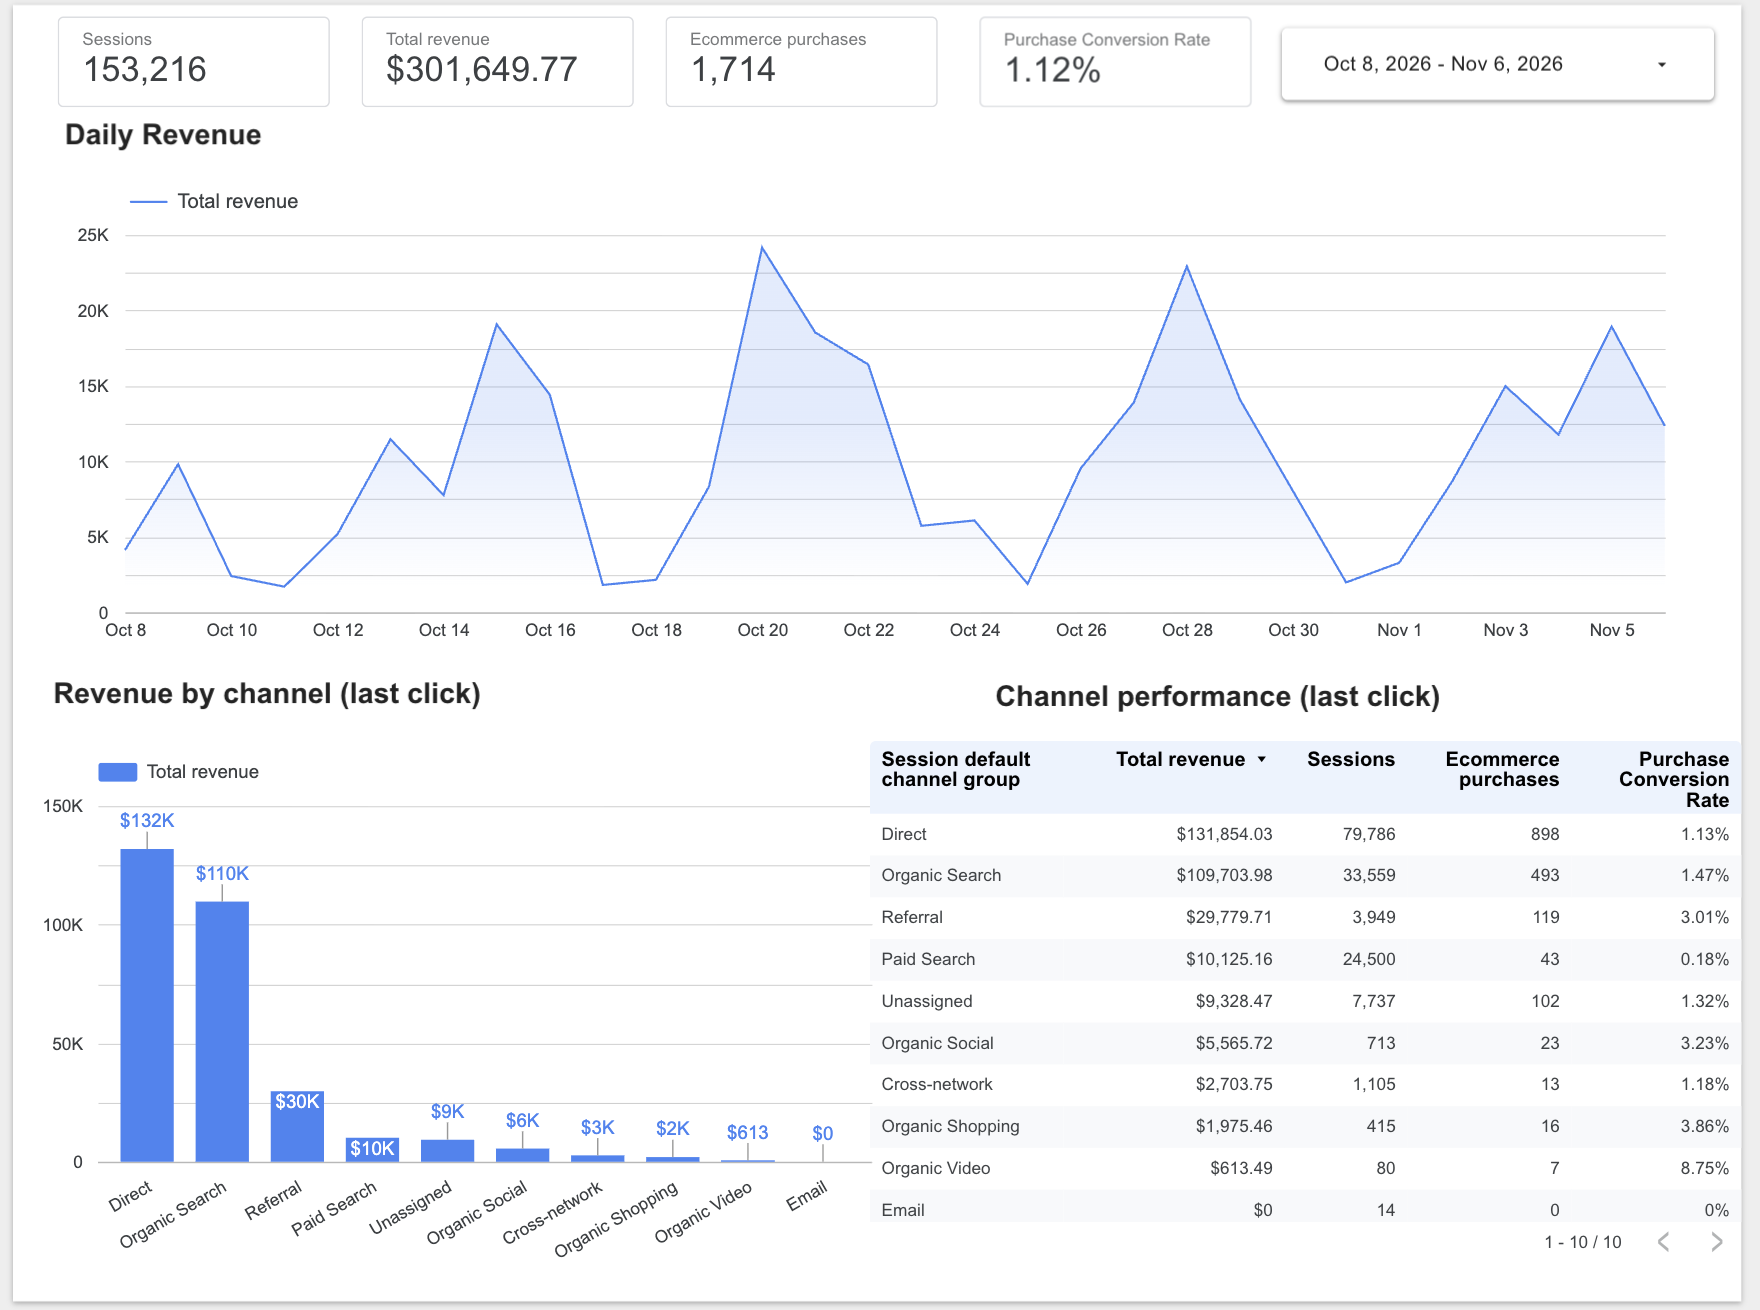 Sessions
153,216
Total revenue
$301,649.77
Ecommerce purchases
1,714
Purchase Conversion Rate
1.12%
Oct 8, 2026 - Nov 6, 2026
Daily Revenue
Total revenue
25K
20K
15K
10K
5K
0
Oct 8 Oct 10 Oct 12 Oct 14 Oct 16 Oct 18 Oct 20 Oct 22 Oct 24 Oct 26 Oct 28 Oct 30 Nov 1 Nov 3 Nov 5
Revenue by channel (last click)
Total revenue
150K
100K
50K
0
$132K
$110K
$30K
$10K
$9K
$6K
$3K
$2K
$613
$0
Direct
Organic Search
Referral
Paid Search
Unassigned
Organic Social
Cross-network
Organic Shopping
Organic Video
Email
Channel performance (last click)
Session default channel group Total revenue Sessions Ecommerce purchases Purchase Conversion Rate
Direct $131,854.03 79,786 898 1.13%
Organic Search $109,703.98 33,559 493 1.47%
Referral $29,779.71 3,949 119 3.01%
Paid Search $10,125.16 24,500 43 0.18%
Unassigned $9,328.47 7,737 102 1.32%
Organic Social $5,565.72 713 23 3.23%
Cross-network $2,703.75 1,105 13 1.18%
Organic Shopping $1,975.46 415 16 3.86%
Organic Video $613.49 80 7 8.75%
Email $0 14 0 0%
1 - 10 / 10